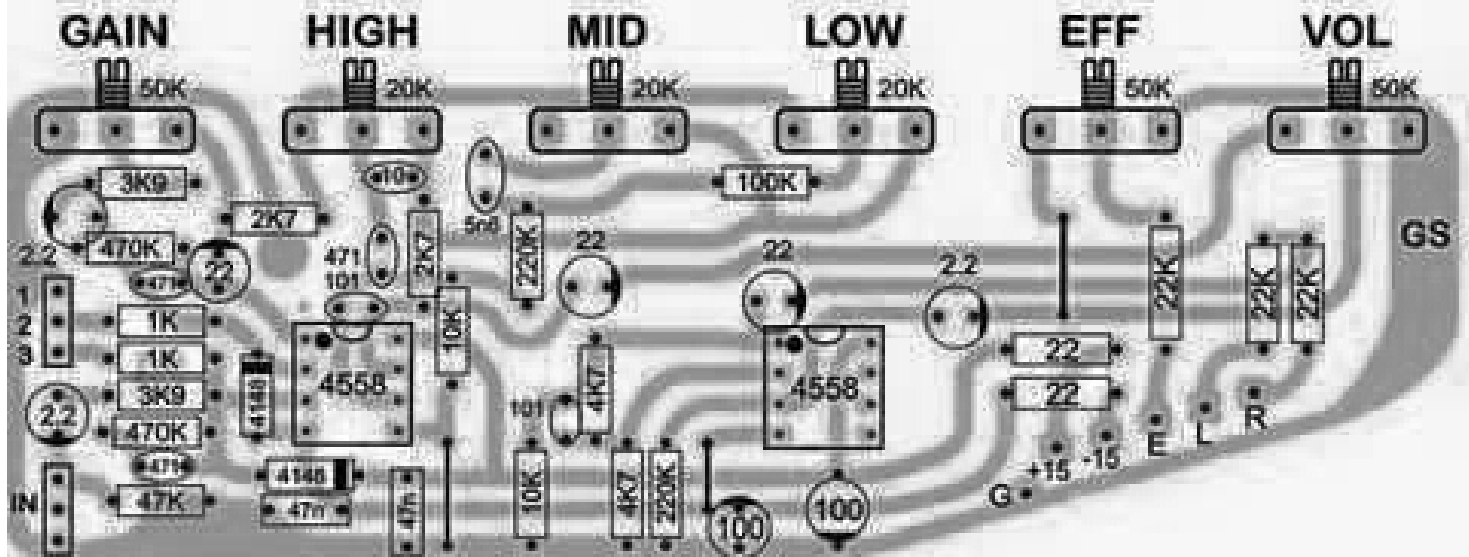 GAIN HIGH MID LOW EFF VOL
50K 20K 20K 20K 50K 50K
3K9 10 100K
2K7 5n6
470K 2.2 22 471 2K7 220K 22 22 2.2 22K 22K 22K GS
471 101
1
2 1K 10K
3 1K 4148 4558 4K7 4558 22
3K9 101 22
2.2 470K E L R
471 4148 +15 -15
IN 47K 47n 47n 10K 4K7 220K 100 100 G